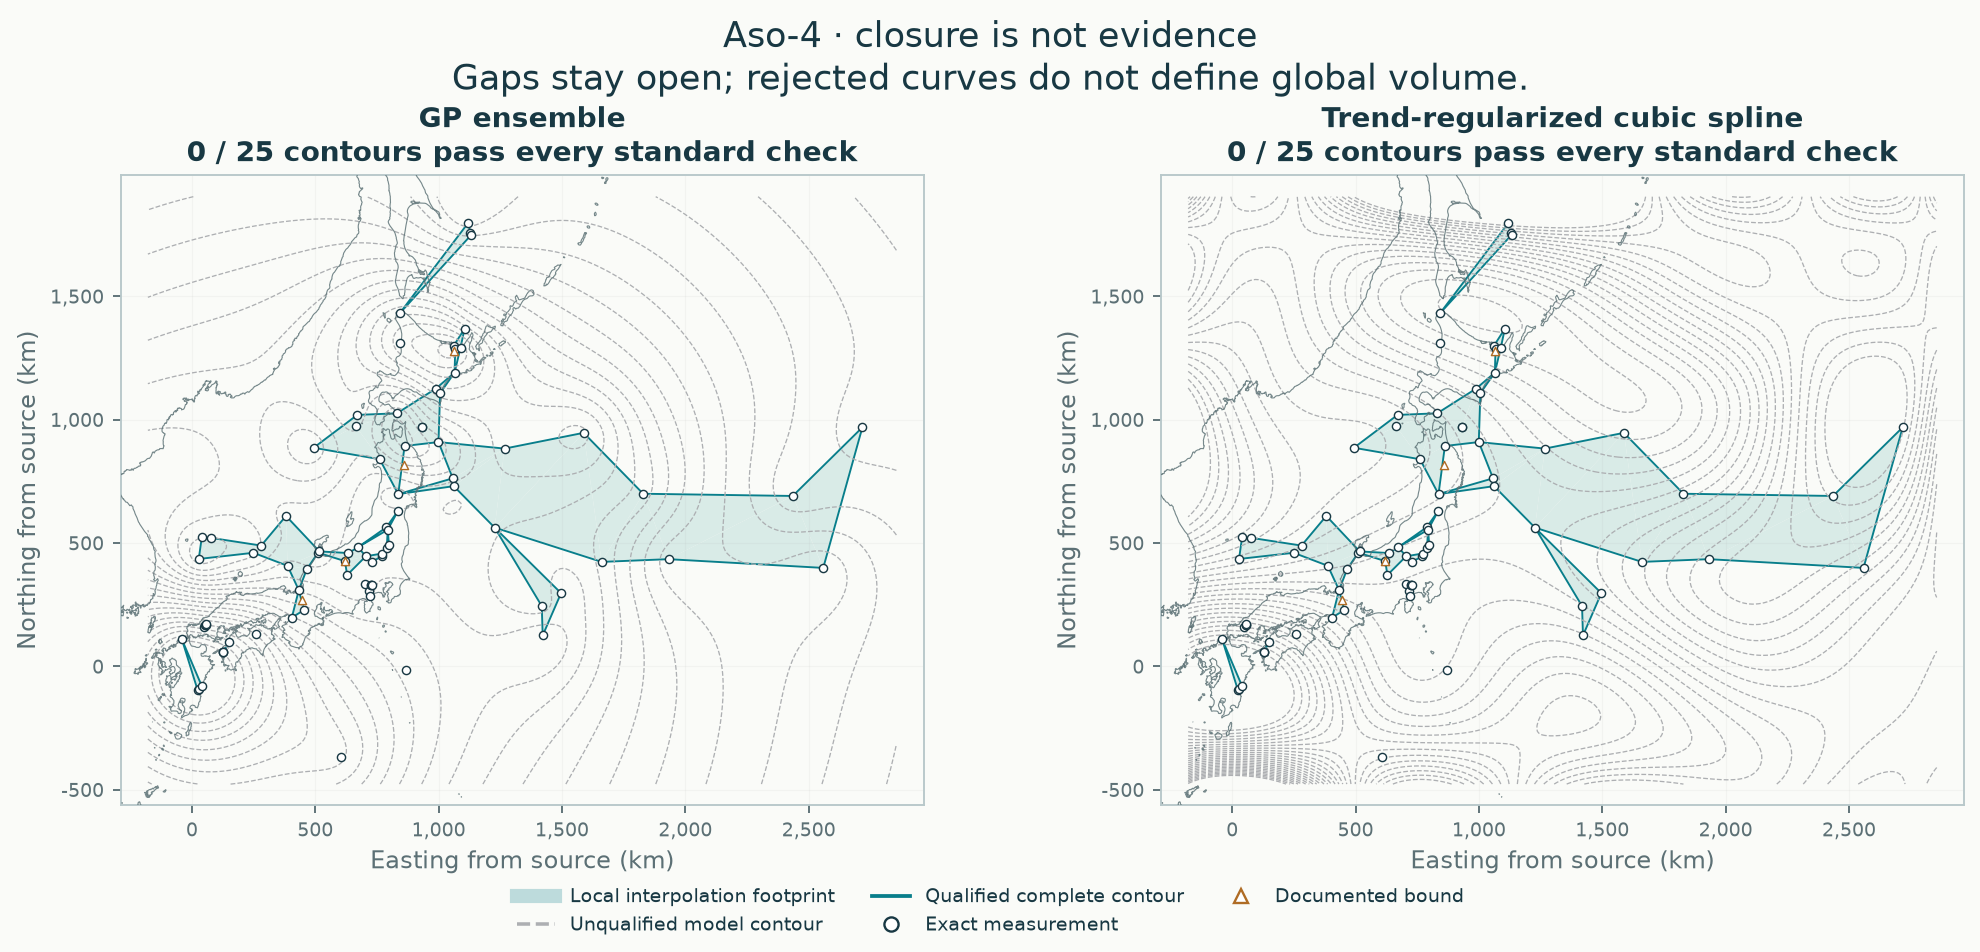 Aso-4 · closure is not evidence
Gaps stay open; rejected curves do not define global volume.
GP ensemble
0 / 25 contours pass every standard check
Trend-regularized cubic spline
0 / 25 contours pass every standard check
Northing from source (km)
1,500
1,000
500
0
-500
0
500
1,000
1,500
2,000
2,500
Easting from source (km)
Northing from source (km)
1,500
1,000
500
0
-500
0
500
1,000
1,500
2,000
2,500
Easting from source (km)
Local interpolation footprint
Qualified complete contour
Documented bound
Unqualified model contour
Exact measurement